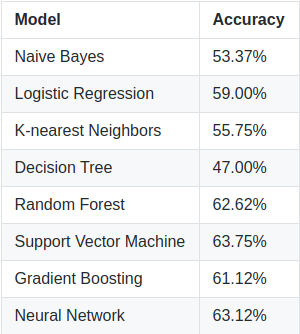 Model Accuracy
Naive Bayes 53.37%
Logistic Regression 59.00%
K-nearest Neighbors 55.75%
Decision Tree 47.00%
Random Forest 62.62%
Support Vector Machine 63.75%
Gradient Boosting 61.12%
Neural Network 63.12%